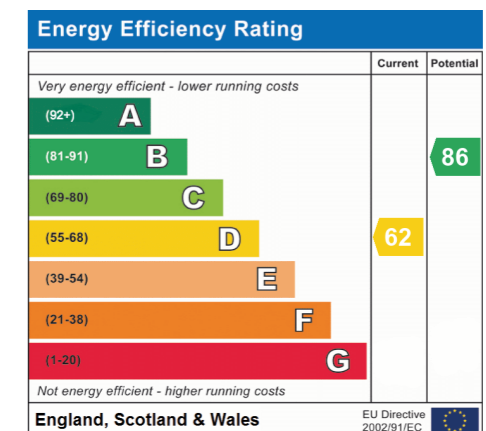 Energy Efficiency Rating
Current Potential
Very energy efficient - lower running costs
(92+) A
(81-91) B 86
(69-80) C
(55-68) D 62
(39-54) E
(21-38) F
(1-20) G
Not energy efficient - higher running costs
England, Scotland & Wales
EU Directive
2002/91/EC